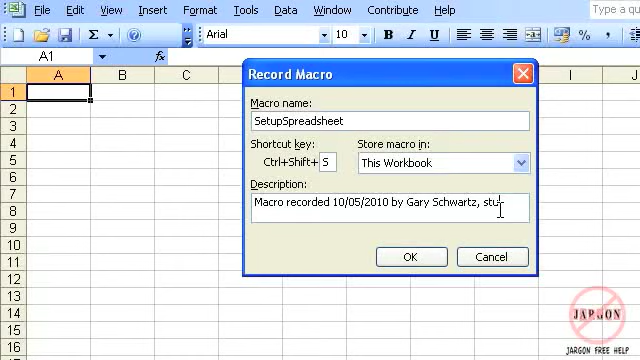 File Edit View Insert Format Tools Data Window Help Type a que
Σ Arial 10 B I U % ,
A1 fx
A B C I J
1
2
3
4
5
6
7
8
9
10
11
12
13
14
15
16
Record Macro
Macro name:
SetupSpreadsheet
Shortcut key: Store macro in:
Ctrl+Shift+ S This Workbook
Description:
Macro recorded 10/05/2010 by Gary Schwartz, stu
OK Cancel
JARGON
JARGON FREE HELP